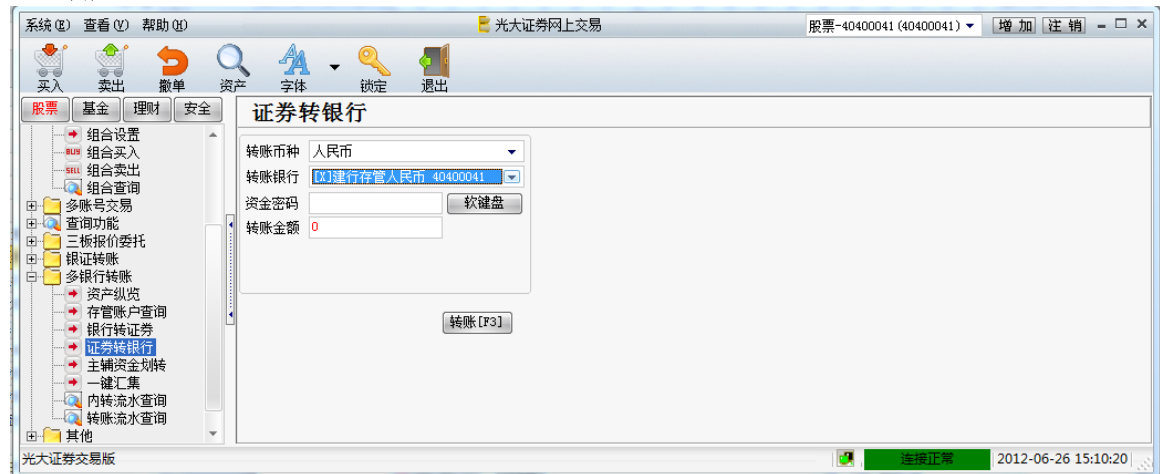 系统(E) 查看(V) 帮助(H) 光大证券网上交易 股票-40400041(40400041) 增 加 注 销
买入 卖出 撤单 资产 字体 锁定 退出
股票 基金 理财 安全
证券转银行
组合设置
BUY 组合买入
SELL 组合卖出
组合查询
多账号交易
查询功能
三板报价委托
银证转账
多银行转账
资产纵览
存管账户查询
银行转证券
证券转银行
主辅资金划转
一键汇集
内转流水查询
转账流水查询
其他
转账币种 人民币
转账银行 [X]建行存管人民币 40400041
资金密码 软键盘
转账金额 0
转账[F3]
光大证券交易版 连接正常 2012-06-26 15:10:20